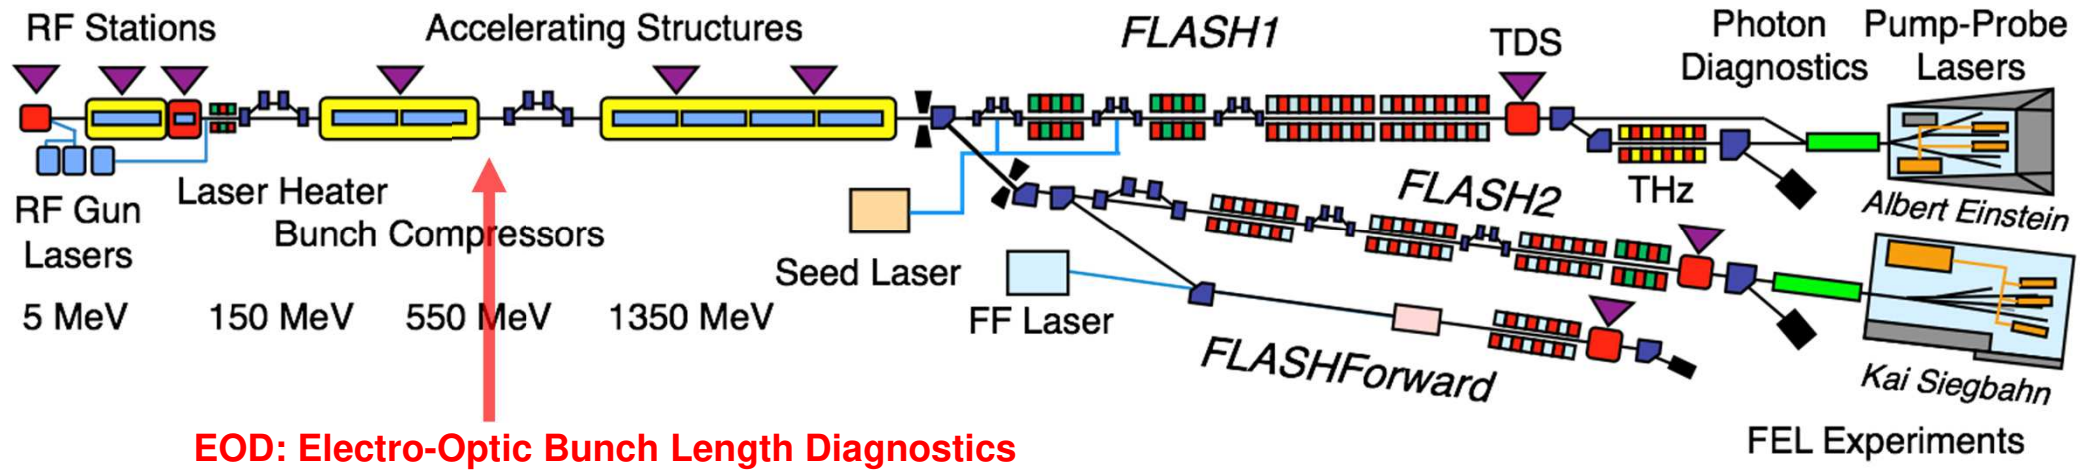 RF Stations
Accelerating Structures
FLASH1
TDS
Photon
Diagnostics
Pump-Probe
Lasers
RF Gun
Lasers
Laser Heater
Bunch Compressors
Seed Laser
FLASH2
THz
Albert Einstein
5 MeV
150 MeV
550 MeV
1350 MeV
FF Laser
FLASHForward
Kai Siegbahn
EOD: Electro-Optic Bunch Length Diagnostics
FEL Experiments